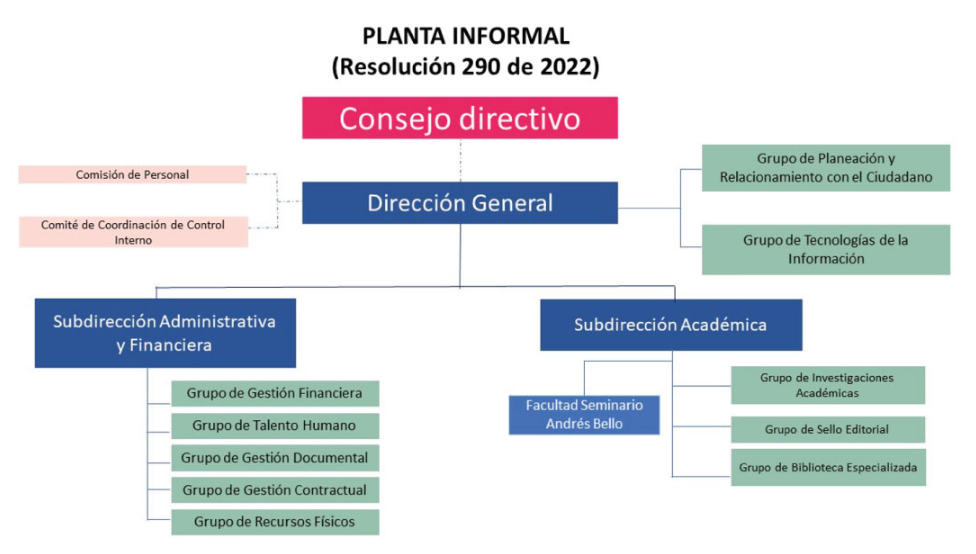 PLANTA INFORMAL
(Resolución 290 de 2022)
Consejo directivo
Comisión de Personal
Comité de Coordinación de Control
Interno
Dirección General
Grupo de Planeación y
Relacionamiento con el Ciudadano
Grupo de Tecnologías de la
Información
Subdirección Administrativa
y Financiera
Grupo de Gestión Financiera
Grupo de Talento Humano
Grupo de Gestión Documental
Grupo de Gestión Contractual
Grupo de Recursos Físicos
Subdirección Académica
Facultad Seminario
Andrés Bello
Grupo de Investigaciones
Académicas
Grupo de Sello Editorial
Grupo de Biblioteca Especializada